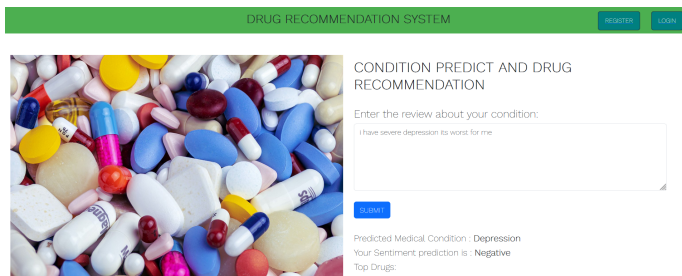 DRUG RECOMMENDATION SYSTEM
REGISTER
LOGIN
CONDITION PREDICT AND DRUG
RECOMMENDATION
Enter the review about your condition:
i have severe depression its worst for me
SUBMIT
Predicted Medical Condition : Depression
Your Sentiment prediction is : Negative
Top Drugs: